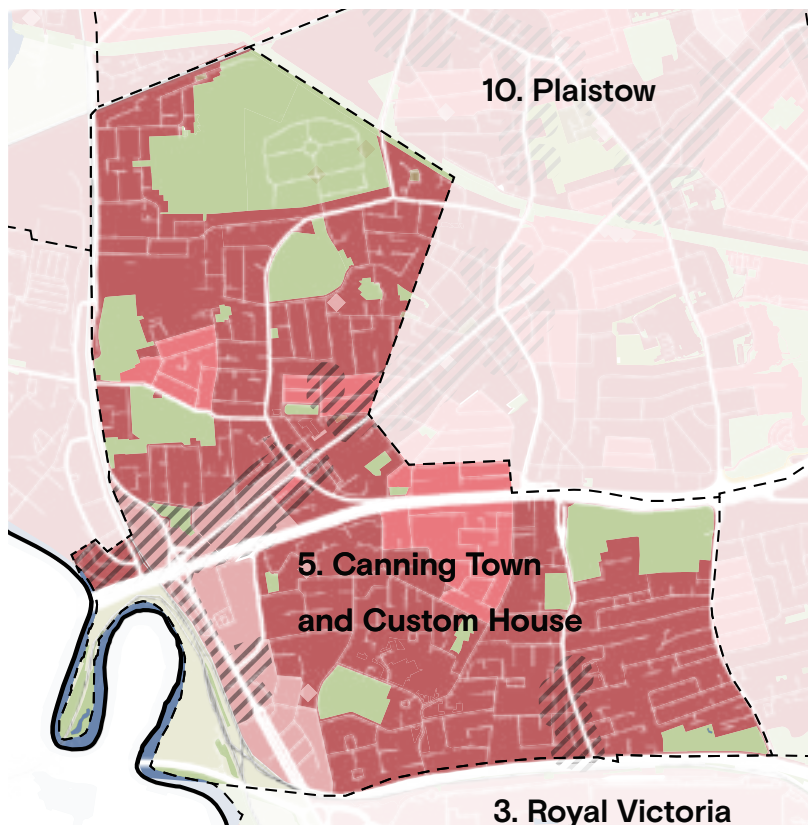 10. Plaistow
5. Canning Town
and Custom House
3. Royal Victoria